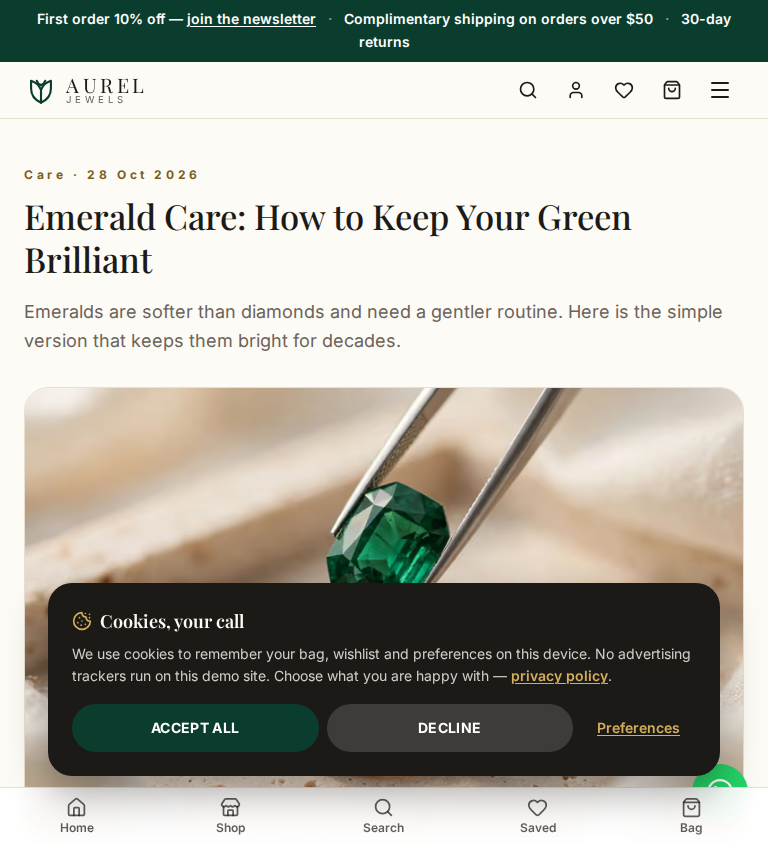 First order 10% off — join the newsletter · Complimentary shipping on orders over $50 · 30-day
returns
AUREL
JEWELS
Care · 28 Oct 2026
Emerald Care: How to Keep Your Green
Brilliant
Emeralds are softer than diamonds and need a gentler routine. Here is the simple
version that keeps them bright for decades.
Cookies, your call
We use cookies to remember your bag, wishlist and preferences on this device. No advertising
trackers run on this demo site. Choose what you are happy with — privacy policy.
ACCEPT ALL DECLINE Preferences
Home Shop Search Saved Bag